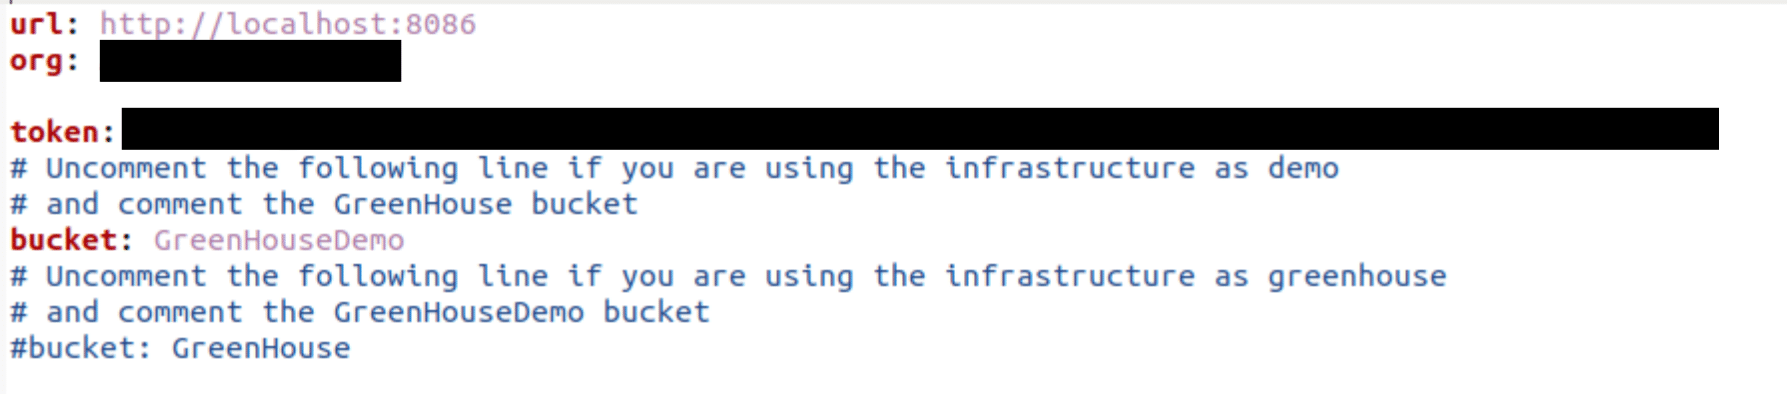 url: http://localhost:8086
org:
token:
# Uncomment the following line if you are using the infrastructure as demo
# and comment the GreenHouse bucket
bucket: GreenHouseDemo
# Uncomment the following line if you are using the infrastructure as greenhouse
# and comment the GreenHouseDemo bucket
#bucket: GreenHouse